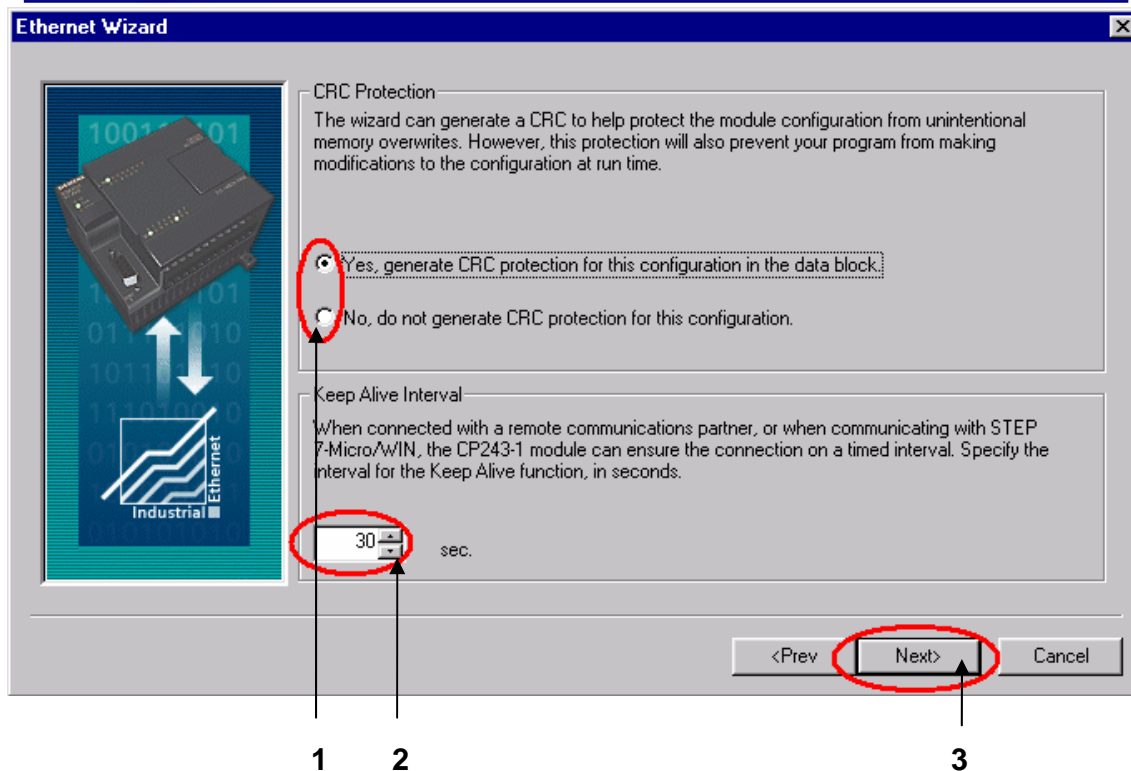 Ethernet Wizard
CRC Protection
The wizard can generate a CRC to help protect the module configuration from unintentional
memory overwrites. However, this protection will also prevent your program from making
modifications to the configuration at run time.
Yes, generate CRC protection for this configuration in the data block.
No, do not generate CRC protection for this configuration.
Keep Alive Interval
When connected with a remote communications partner, or when communicating with STEP
7-Micro/WIN, the CP243-1 module can ensure the connection on a timed interval. Specify the
interval for the Keep Alive function, in seconds.
30
sec.
Industrial
Ethernet
<Prev
Next>
Cancel
1
2
3